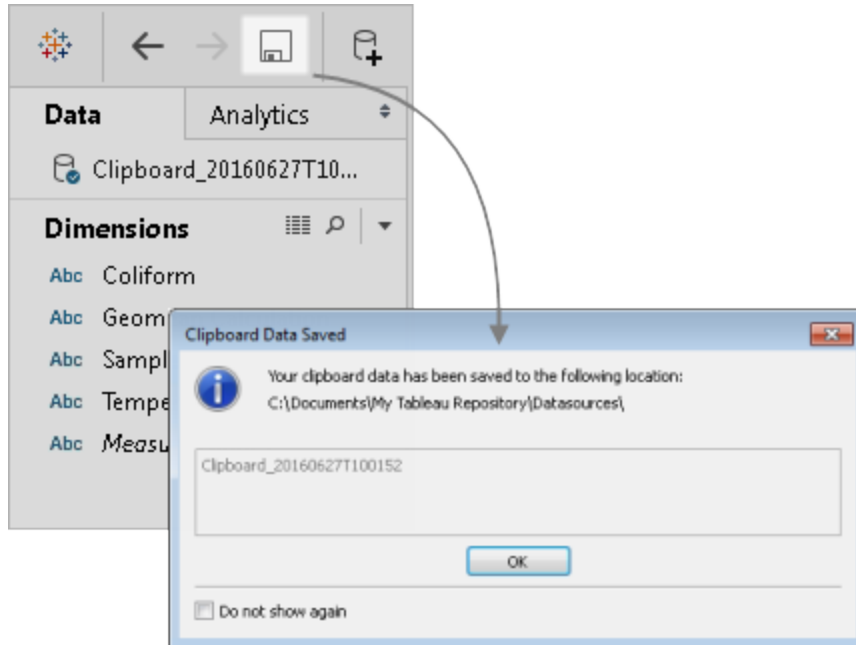 Data
Analytics
Clipboard_20160627T10...
Dimensions
Abc Coliform
Abc Geom
Abc Sampl
Abc Tempe
Abc Measu
Clipboard Data Saved
Your clipboard data has been saved to the following location:
C:\Documents\My Tableau Repository\Datasources\
Clipboard_20160627T100152
OK
Do not show again